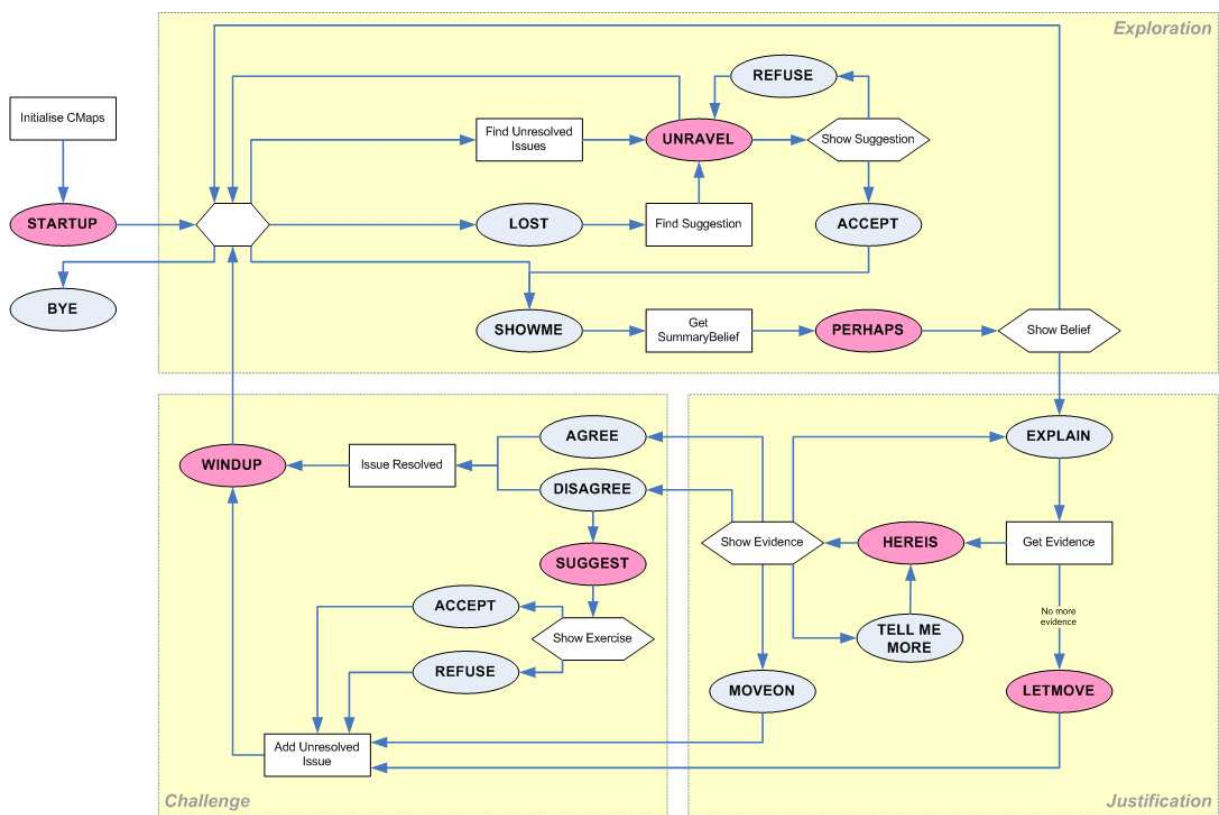 Exploration
REFUSE
Initialise CMaps
Find Unresolved
Issues
UNRAVEL
Show Suggestion
STARTUP
LOST
Find Suggestion
ACCEPT
BYE
SHOWME
Get
SummaryBelief
PERHAPS
Show Belief
AGREE
EXPLAIN
WINDUP
Issue Resolved
DISAGREE
Show Evidence
HEREIS
Get Evidence
SUGGEST
ACCEPT
No more
evidence
Show Exercise
TELL ME
MORE
REFUSE
MOVEON
LETMOVE
Add Unresolved
Issue
Challenge
Justification